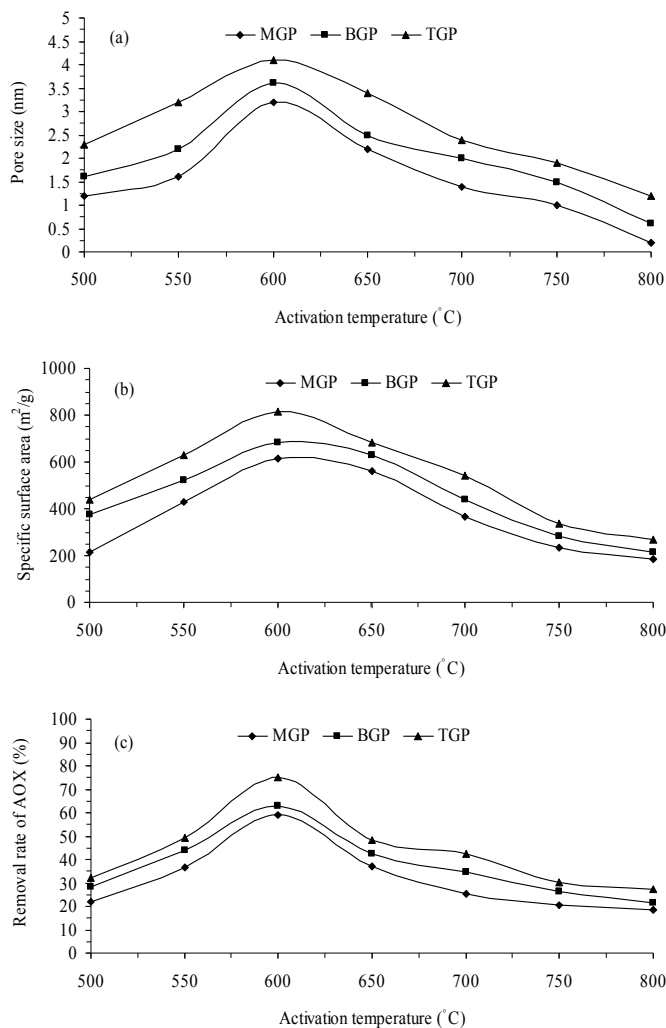 (a)
MGP BGP TGP
Pore size (nm)
5
4.5
4
3.5
3
2.5
2
1.5
1
0.5
0
500 550 600 650 700 750 800
Activation temperature (°C)
(b)
MGP BGP TGP
Specific surface area (m²/g)
1000
800
600
400
200
0
500 550 600 650 700 750 800
Activation temperature (°C)
(c)
MGP BGP TGP
Removal rate of AOX (%)
100
90
80
70
60
50
40
30
20
10
0
500 550 600 650 700 750 800
Activation temperature (°C)